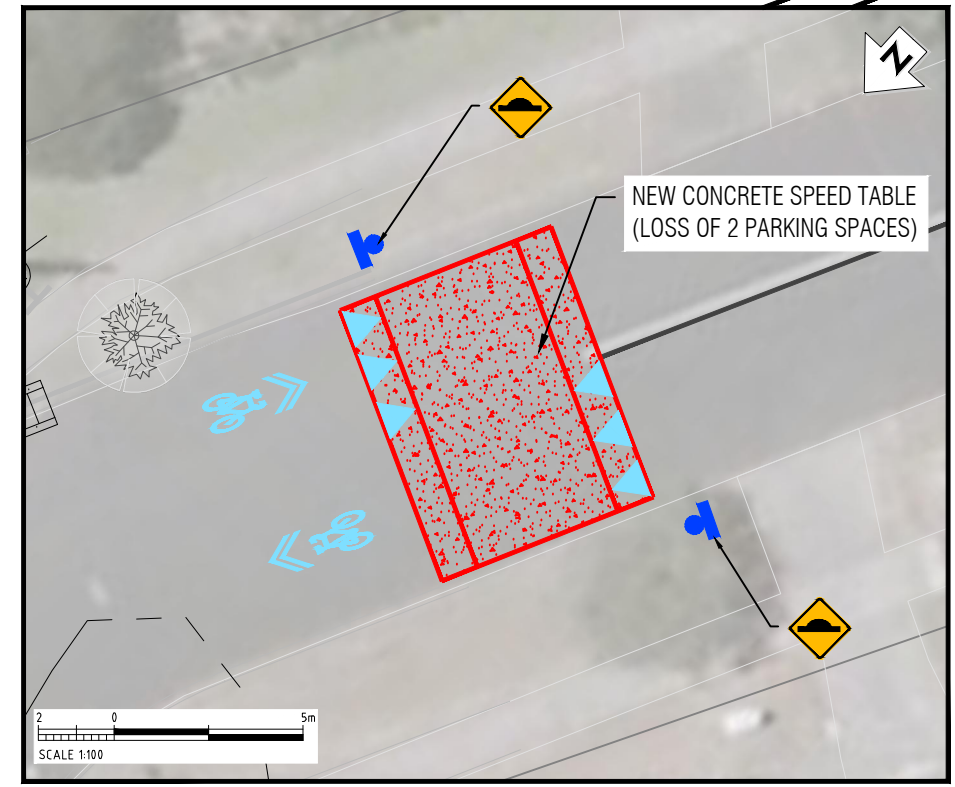 N
NEW CONCRETE SPEED TABLE
(LOSS OF 2 PARKING SPACES)
2 0 5m
SCALE 1:100